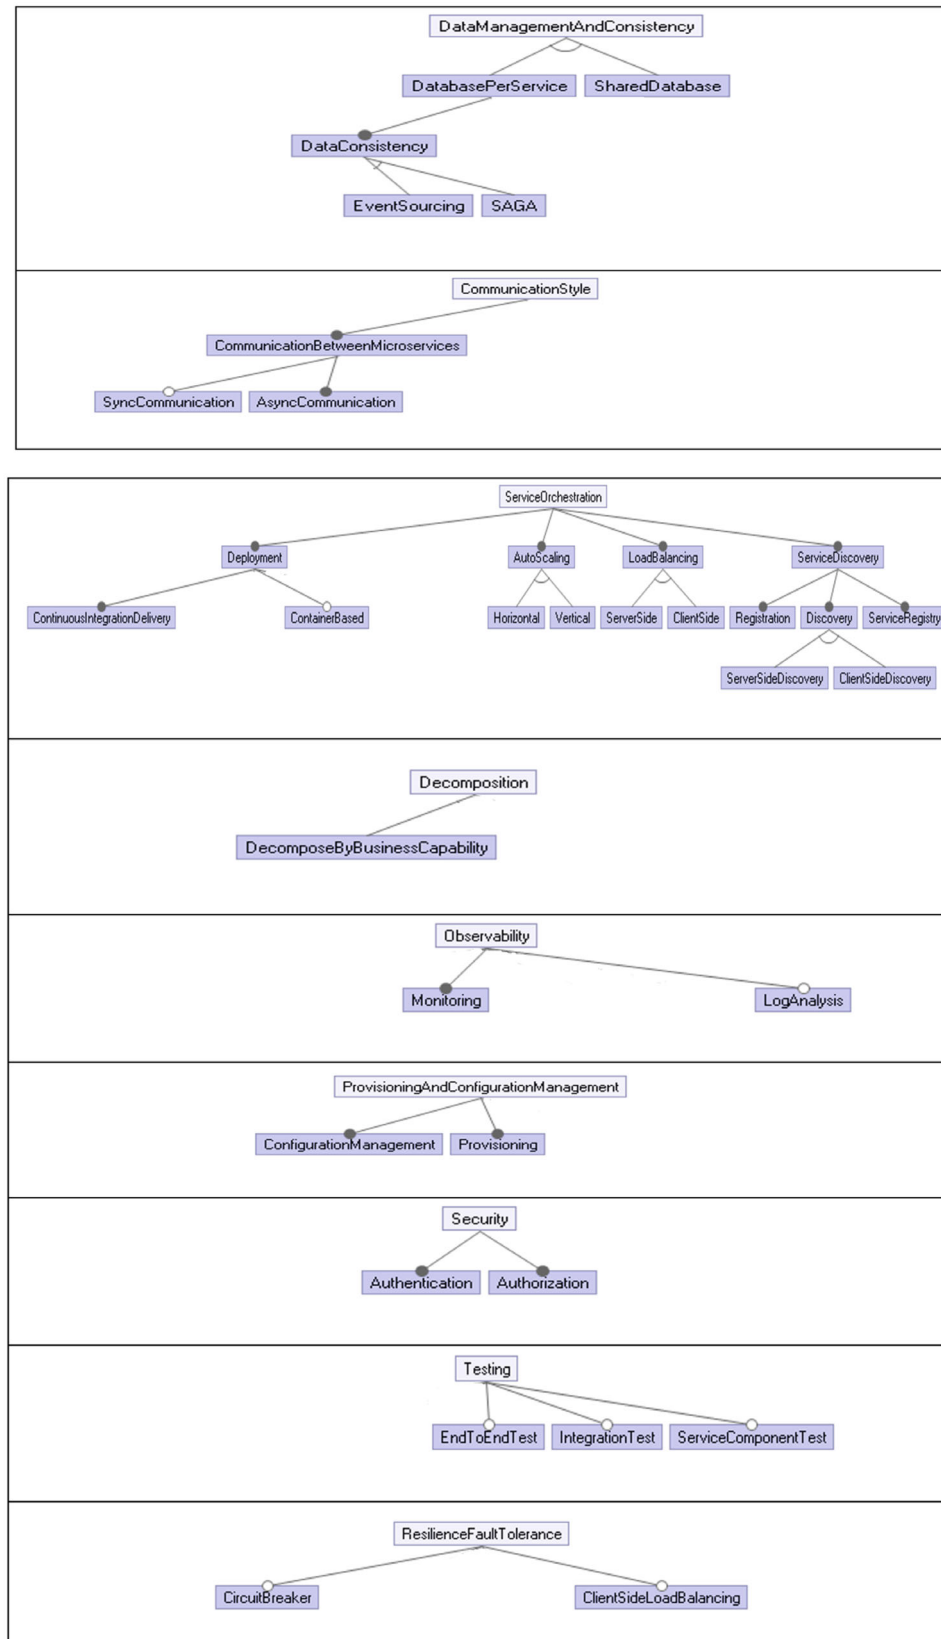 DataManagementAndConsistency
DatabasePerService SharedDatabase
DataConsistency
EventSourcing SAGA
CommunicationStyle
CommunicationBetweenMicroservices
SyncCommunication AsyncCommunication
ServiceOrchestration
Deployment AutoScaling LoadBalancing ServiceDiscovery
ContinuousIntegrationDelivery ContainerBased Horizontal Vertical ServerSide ClientSide Registration Discovery ServiceRegistry
ServerSideDiscovery ClientSideDiscovery
Decomposition
DecomposeByBusinessCapability
Observability
Monitoring LogAnalysis
ProvisioningAndConfigurationManagement
ConfigurationManagement Provisioning
Security
Authentication Authorization
Testing
EndToEndTest IntegrationTest ServiceComponentTest
ResilienceFaultTolerance
CircuitBreaker ClientSideLoadBalancing